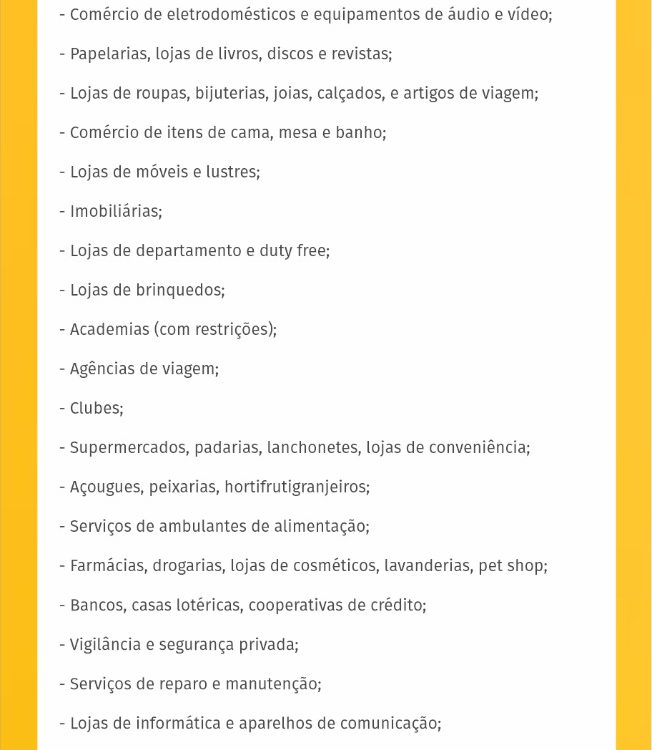 - Comércio de eletrodomésticos e equipamentos de áudio e vídeo;
- Papelarias, lojas de livros, discos e revistas;
- Lojas de roupas, bijuterias, joias, calçados, e artigos de viagem;
- Comércio de itens de cama, mesa e banho;
- Lojas de móveis e lustres;
- Imobiliárias;
- Lojas de departamento e duty free;
- Lojas de brinquedos;
- Academias (com restrições);
- Agências de viagem;
- Clubes;
- Supermercados, padarias, lanchonetes, lojas de conveniência;
- Açougues, peixarias, hortifrutigranjeiros;
- Serviços de ambulantes de alimentação;
- Farmácias, drogarias, lojas de cosméticos, lavanderias, pet shop;
- Bancos, casas lotéricas, cooperativas de crédito;
- Vigilância e segurança privada;
- Serviços de reparo e manutenção;
- Lojas de informática e aparelhos de comunicação;